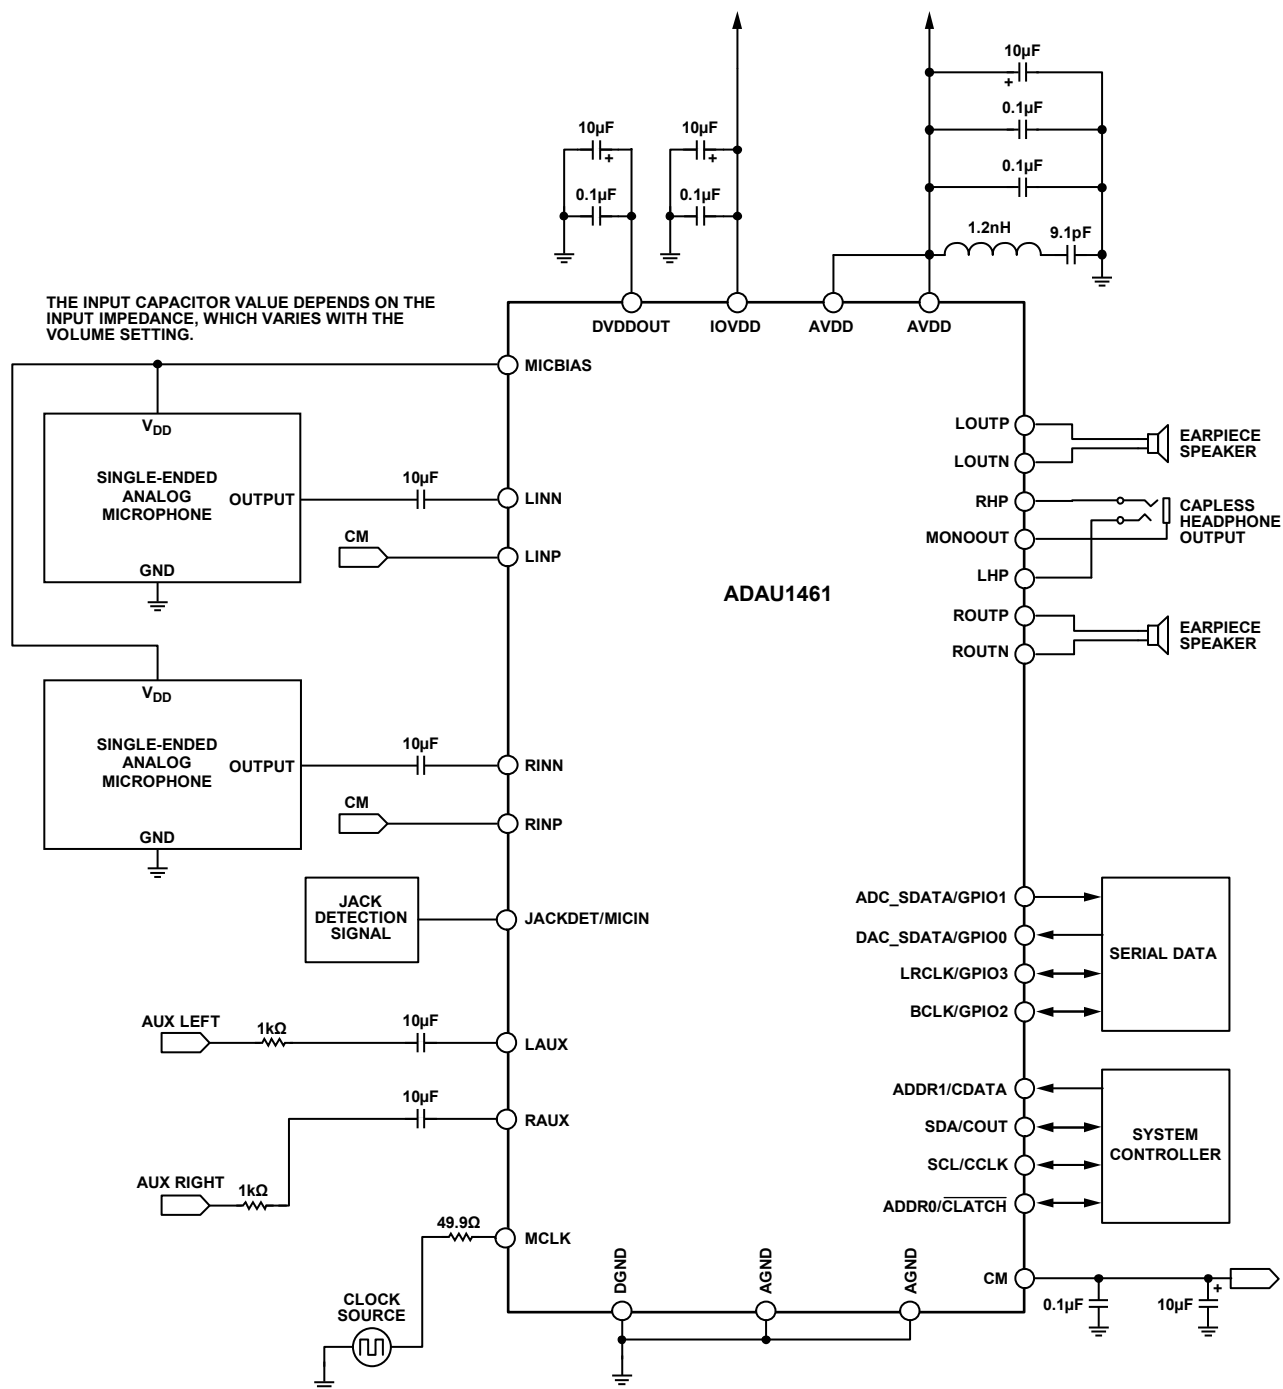 10µF
0.1µF
0.1µF
1.2nH
9.1pF
10µF
0.1µF
10µF
0.1µF
THE INPUT CAPACITOR VALUE DEPENDS ON THE
INPUT IMPEDANCE, WHICH VARIES WITH THE
VOLUME SETTING.
DVDDOUT
IOVDD
AVDD
AVDD
MICBIAS
VDD
SINGLE-ENDED
ANALOG
MICROPHONE
OUTPUT
GND
10µF
LINN
CM
LINP
VDD
SINGLE-ENDED
ANALOG
MICROPHONE
OUTPUT
GND
10µF
RINN
CM
RINP
JACK
DETECTION
SIGNAL
JACKDET/MICIN
AUX LEFT
1kΩ
10µF
LAUX
10µF
RAUX
AUX RIGHT
1kΩ
49.9Ω
MCLK
CLOCK
SOURCE
ADAU1461
LOUTP
LOUTN
EARPIECE
SPEAKER
RHP
MONOOUT
LHP
CAPLESS
HEADPHONE
OUTPUT
ROUTP
ROUTN
EARPIECE
SPEAKER
ADC_SDATA/GPIO1
DAC_SDATA/GPIO0
LRCLK/GPIO3
BCLK/GPIO2
SERIAL DATA
ADDR1/CDATA
SDA/COUT
SCL/CCLK
ADDR0/CLATCH
SYSTEM
CONTROLLER
CM
0.1µF
10µF
DGND
AGND
AGND